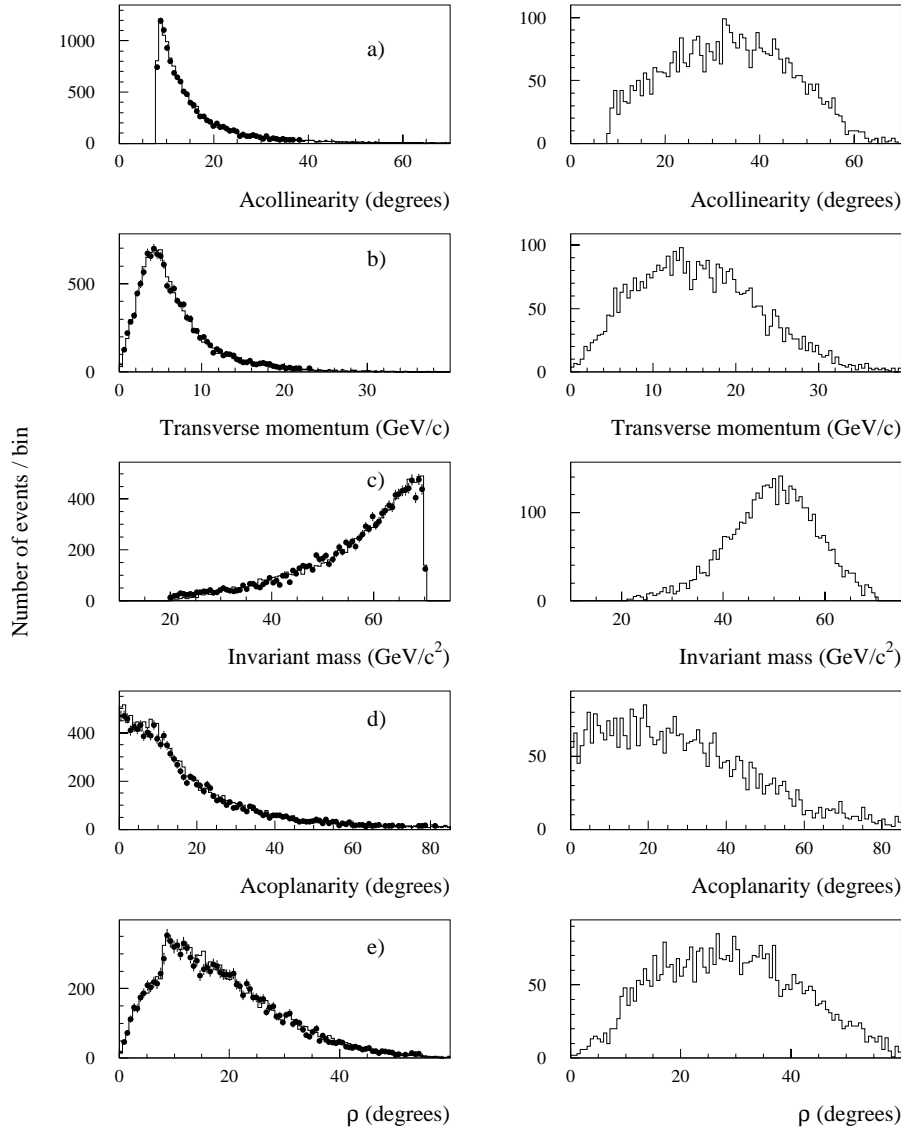 Number of events / bin
1000
500
0
a)
0 20 40 60
Acollinearity (degrees)
100
50
0
0 20 40 60
Acollinearity (degrees)
500
0
b)
0 10 20 30
Transverse momentum (GeV/c)
100
50
0
0 10 20 30
Transverse momentum (GeV/c)
400
200
0
c)
20 40 60
Invariant mass (GeV/c²)
100
0
20 40 60
Invariant mass (GeV/c²)
400
200
0
d)
0 20 40 60 80
Acoplanarity (degrees)
50
0
0 20 40 60 80
Acoplanarity (degrees)
200
0
e)
0 20 40
ρ (degrees)
100
50
0
0 20 40
ρ (degrees)